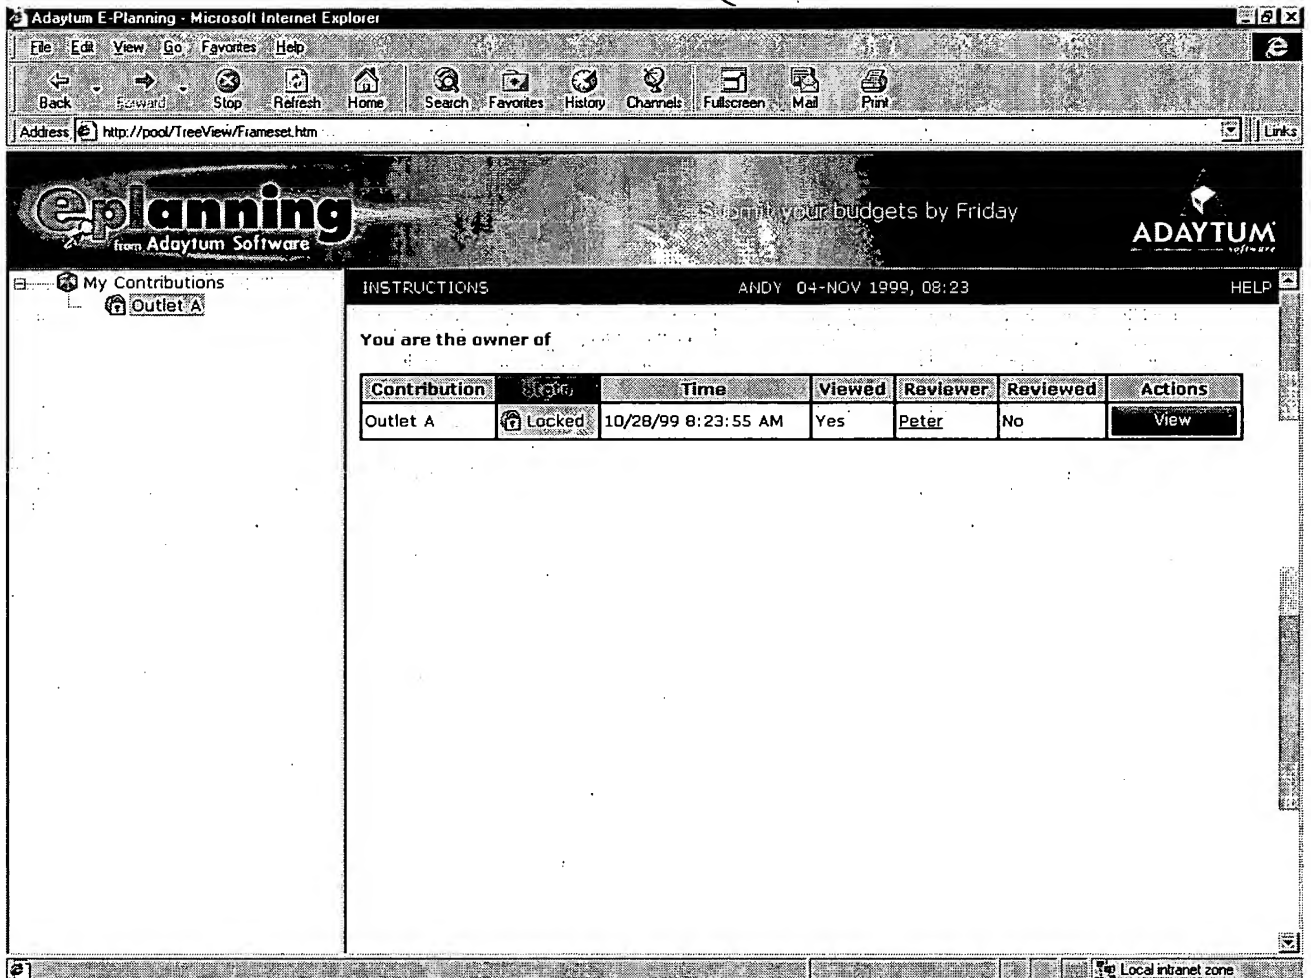 Adaytum E-Planning - Microsoft Internet Explorer
File Edit View Go Favorites Help
Back Forward Stop Refresh Home Search Favorites History Channels Fullscreen Mail Print
Address http://pool/TreeView/Frameset.htm Links
eplanning
from Adaytum Software
Submit your budgets by Friday
ADAYTUM
software
My Contributions
Outlet A
INSTRUCTIONS ANDY 04-NOV 1999, 08:23 HELP
You are the owner of
Contribution State Time Viewed Reviewer Reviewed Actions
Outlet A Locked 10/28/99 8:23:55 AM Yes Peter No View
Local intranet zone